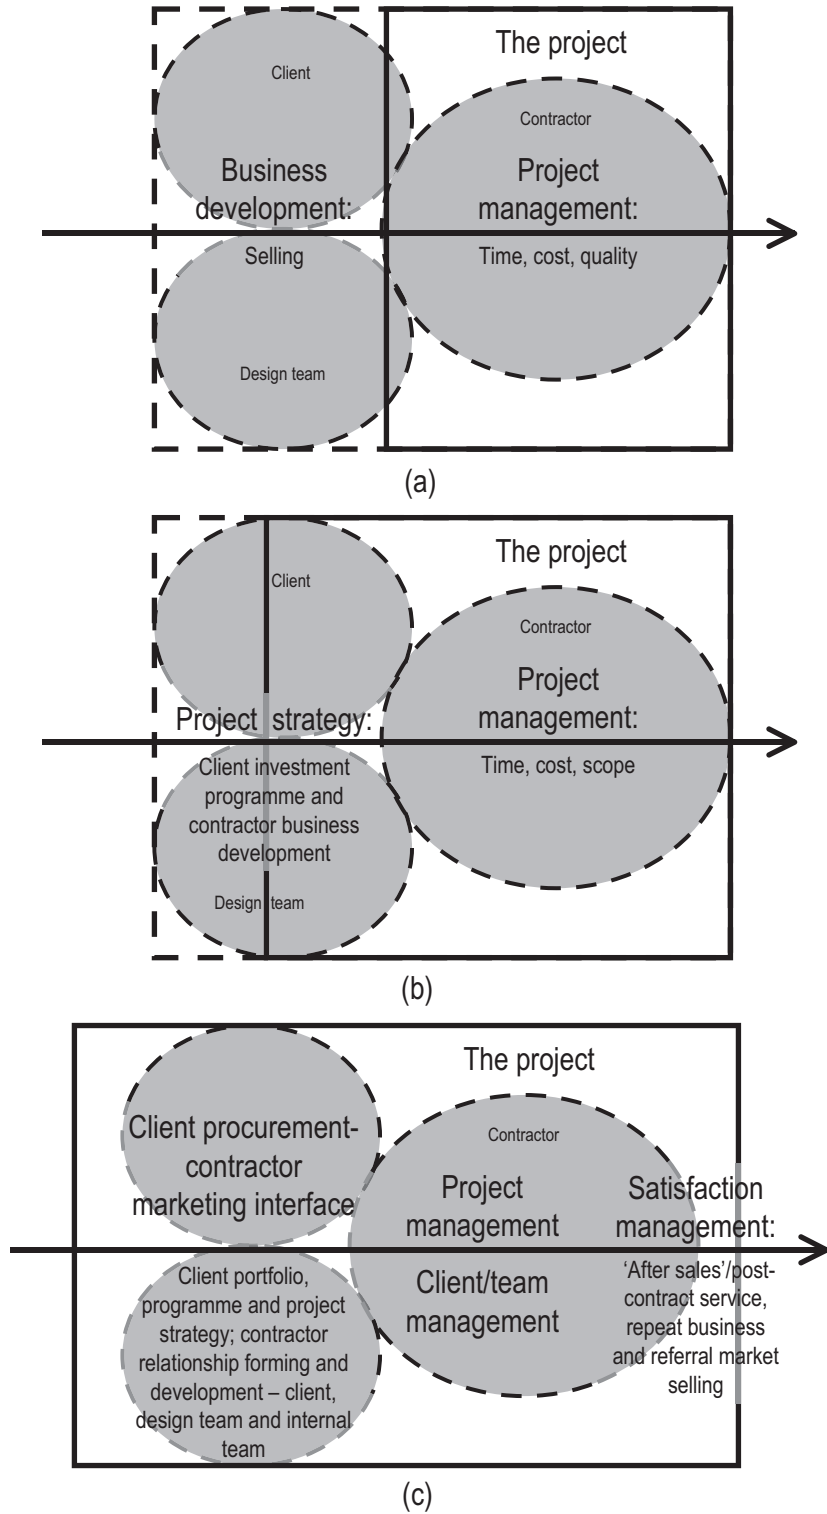 The project
Client
Contractor
Business
development:
Project
management:
Selling
Time, cost, quality
Design team
(a)
The project
Client
Contractor
Project strategy:
Project
management:
Client investment
programme and
contractor business
development
Time, cost, scope
Design team
(b)
The project
Client procurement-
contractor
marketing interface
Contractor
Project
management
Satisfaction
management:
Client portfolio,
programme and project
strategy; contractor
relationship forming and
development – client,
design team and internal
team
Client/team
management
‘After sales’/post-
contract service,
repeat business
and referral market
selling
(c)